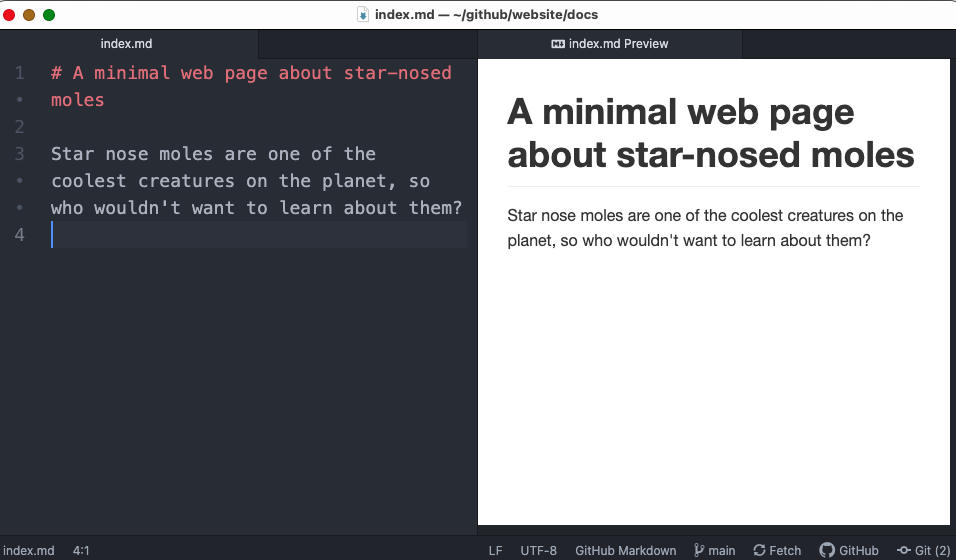 index.md — ~/github/website/docs
index.md
index.md Preview
1 # A minimal web page about star-nosed
• moles
2
3 Star nose moles are one of the
• coolest creatures on the planet, so
• who wouldn't want to learn about them?
4
A minimal web page
about star-nosed moles
Star nose moles are one of the coolest creatures on the
planet, so who wouldn't want to learn about them?
index.md 4:1 LF UTF-8 GitHub Markdown main Fetch GitHub Git (2)